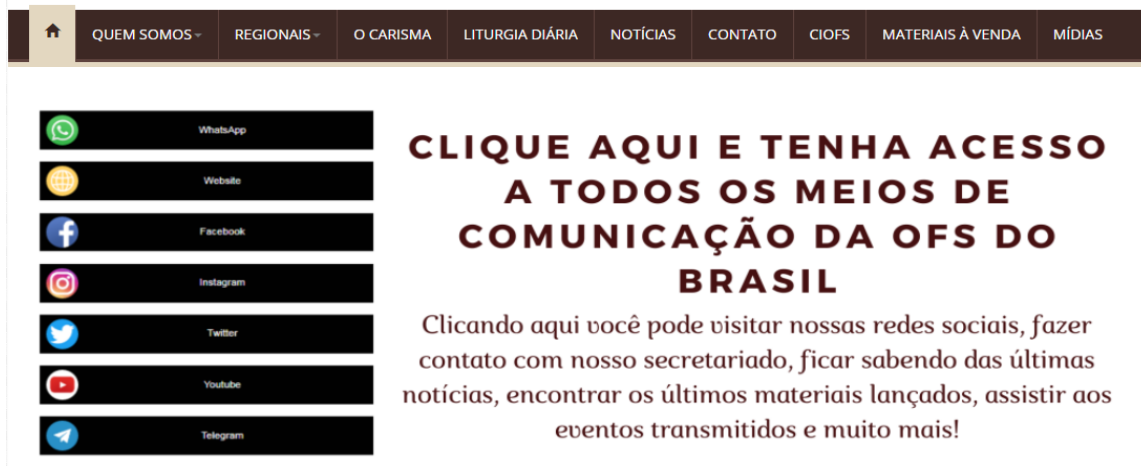 QUEM SOMOS REGIONAIS O CARISMA LITURGIA DIÁRIA NOTÍCIAS CONTATO CIOFS MATERIAIS À VENDA MÍDIAS
WhatsApp
Website
Facebook
Instagram
Twitter
Youtube
Telegram
CLIQUE AQUI E TENHA ACESSO
A TODOS OS MEIOS DE
COMUNICAÇÃO DA OFS DO
BRASIL
Clicando aqui você pode visitar nossas redes sociais, fazer
contato com nosso secretariado, ficar sabendo das últimas
notícias, encontrar os últimos materiais lançados, assistir aos
eventos transmitidos e muito mais!